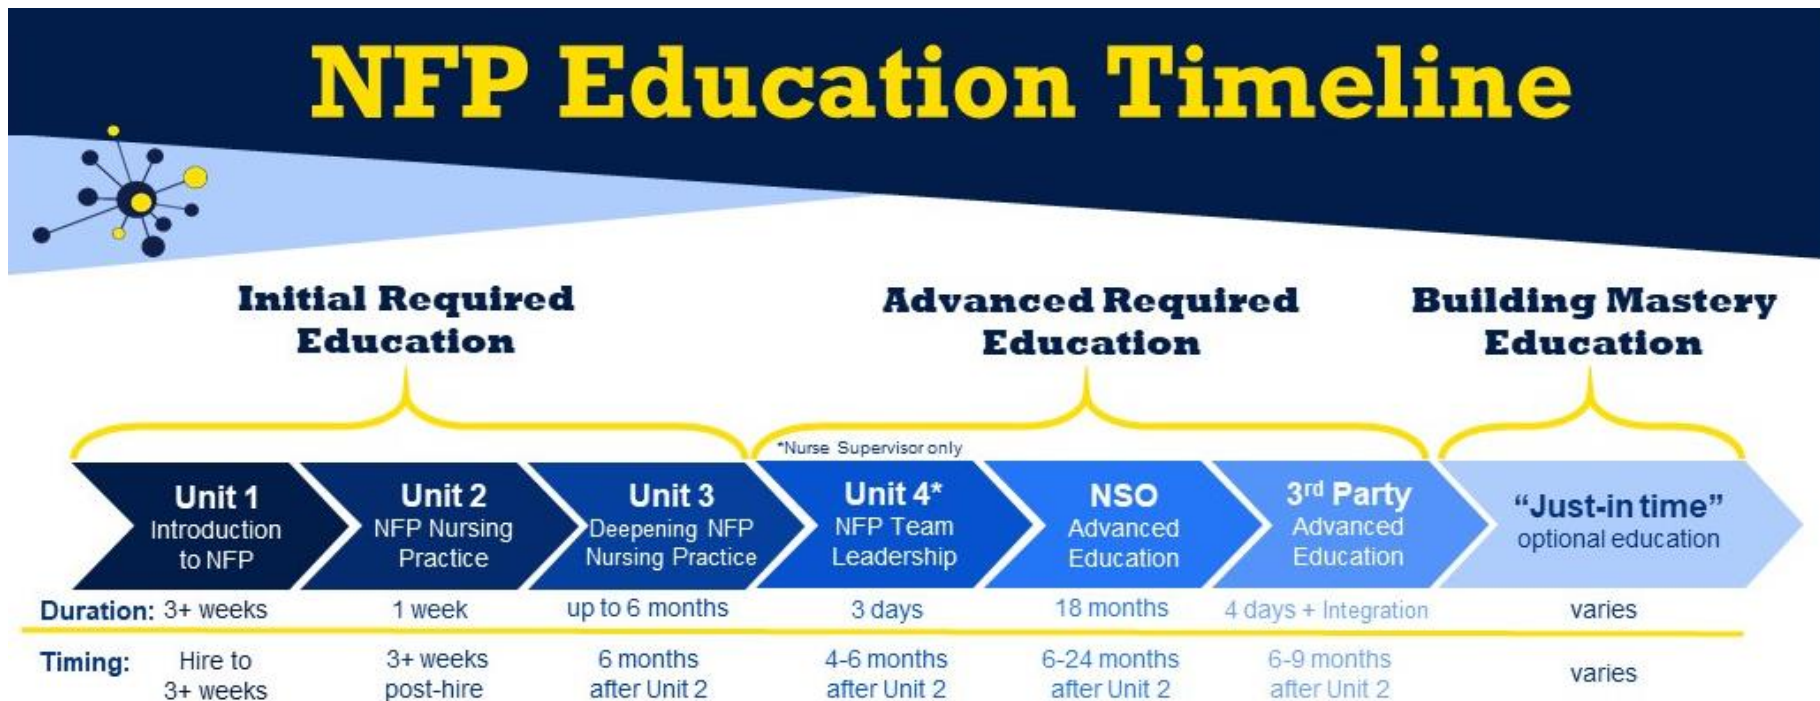 NFP Education Timeline
Initial Required
Education
Advanced Required
Education
Building Mastery
Education
*Nurse Supervisor only
Unit 1
Introduction
to NFP
Unit 2
NFP Nursing
Practice
Unit 3
Deepening NFP
Nursing Practice
Unit 4*
NFP Team
Leadership
NSO
Advanced
Education
3rd Party
Advanced
Education
“Just-in time”
optional education
Duration: 3+ weeks 1 week up to 6 months 3 days 18 months 4 days + Integration varies
Timing:
Hire to
3+ weeks
3+ weeks
post-hire
6 months
after Unit 2
4-6 months
after Unit 2
6-24 months
after Unit 2
6-9 months
after Unit 2
varies